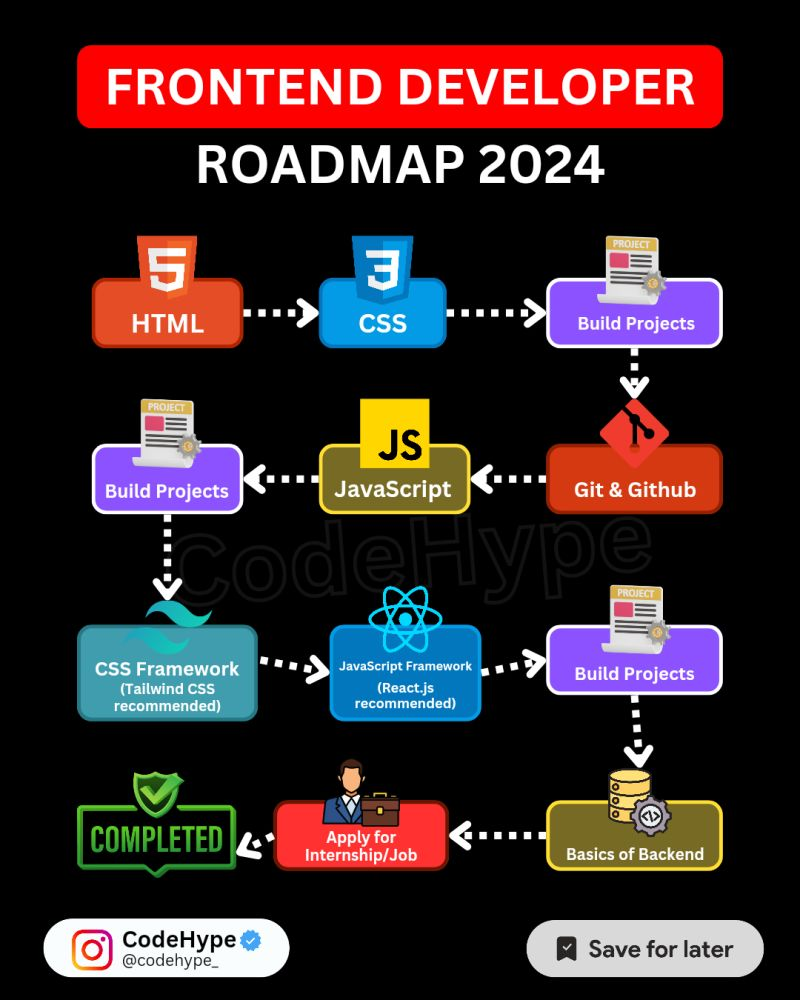 FRONTEND DEVELOPER
ROADMAP 2024
HTML
CSS
PROJECT
Build Projects
PROJECT
Build Projects
JS
JavaScript
Git & Github
CodeHype
CSS Framework
(Tailwind CSS
recommended)
JavaScript Framework
(React.js
recommended)
PROJECT
Build Projects
COMPLETED
Apply for
Internship/Job
Basics of Backend
CodeHype
@codehype_
Save for later